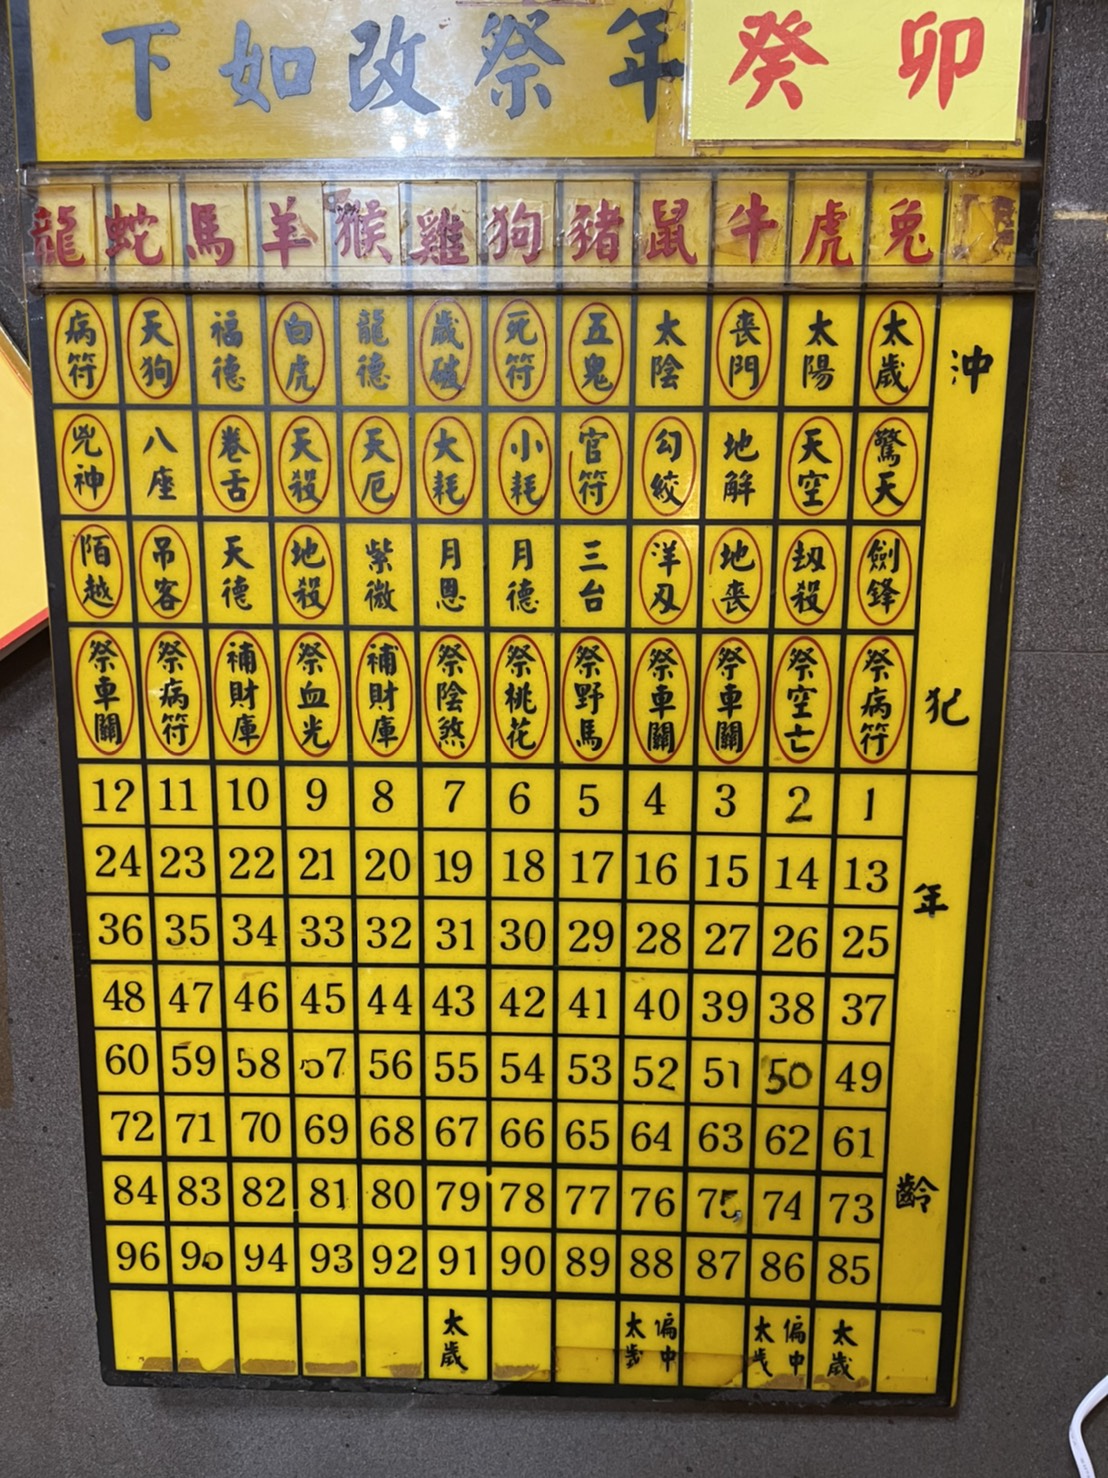 癸卯年祭改如下
兔 虎 牛 鼠 豬 狗 雞 猴 羊 馬 蛇 龍
沖犯 太歲 太陽 喪門 太陰 五鬼 死符 歲破 龍德 白虎 福德 天狗 病符
驚天 天空 地解 勾絞 官符 小耗 大耗 天厄 天殺 卷舌 八座 兇神
劍鋒 劫殺 地喪 洋刃 三台 月德 月恩 紫微 地殺 天德 吊客 陌越
祭病符 祭空亡 祭車關 祭車關 祭野馬 祭桃花 祭陰煞 補財庫 祭血光 補財庫 祭病符 祭車關
年齡 1 2 3 4 5 6 7 8 9 10 11 12
13 14 15 16 17 18 19 20 21 22 23 24
25 26 27 28 29 30 31 32 33 34 35 36
37 38 39 40 41 42 43 44 45 46 47 48
49 50 51 52 53 54 55 56 57 58 59 60
61 62 63 64 65 66 67 68 69 70 71 72
73 74 75 76 77 78 79 80 81 82 83 84
85 86 87 88 89 90 91 92 93 94 95 96
太歲 偏中太歲 偏中太歲 太歲